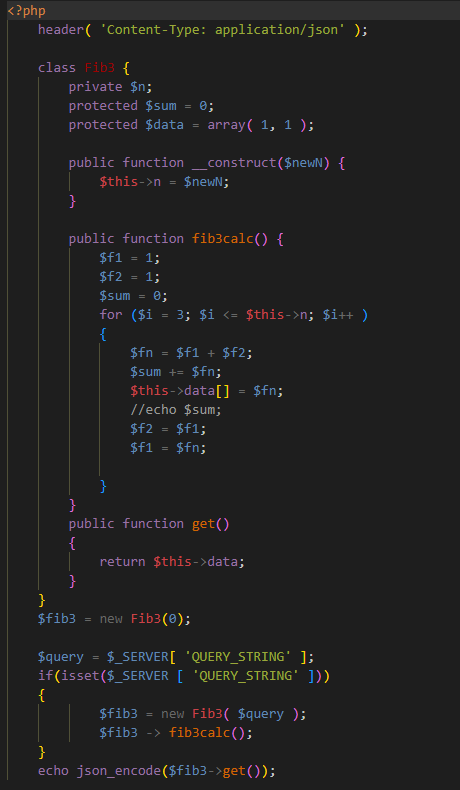 <?php
    header( 'Content-Type: application/json' );

    class Fib3 {
        private $n;
        protected $sum = 0;
        protected $data = array( 1, 1 );

        public function __construct($newN) {
            $this->n = $newN;
        }

        public function fib3calc() {
            $f1 = 1;
            $f2 = 1;
            $sum = 0;
            for ($i = 3; $i <= $this->n; $i++ )
            {
                $fn = $f1 + $f2;
                $sum += $fn;
                $this->data[] = $fn;
                //echo $sum;
                $f2 = $f1;
                $f1 = $fn;

            }
        }
        public function get()
        {
            return $this->data;
        }
    }
    $fib3 = new Fib3(0);

    $query = $_SERVER[ 'QUERY_STRING' ];
    if(isset($_SERVER [ 'QUERY_STRING' ]))
    {
            $fib3 = new Fib3( $query );
            $fib3 -> fib3calc();
    }
    echo json_encode($fib3->get());